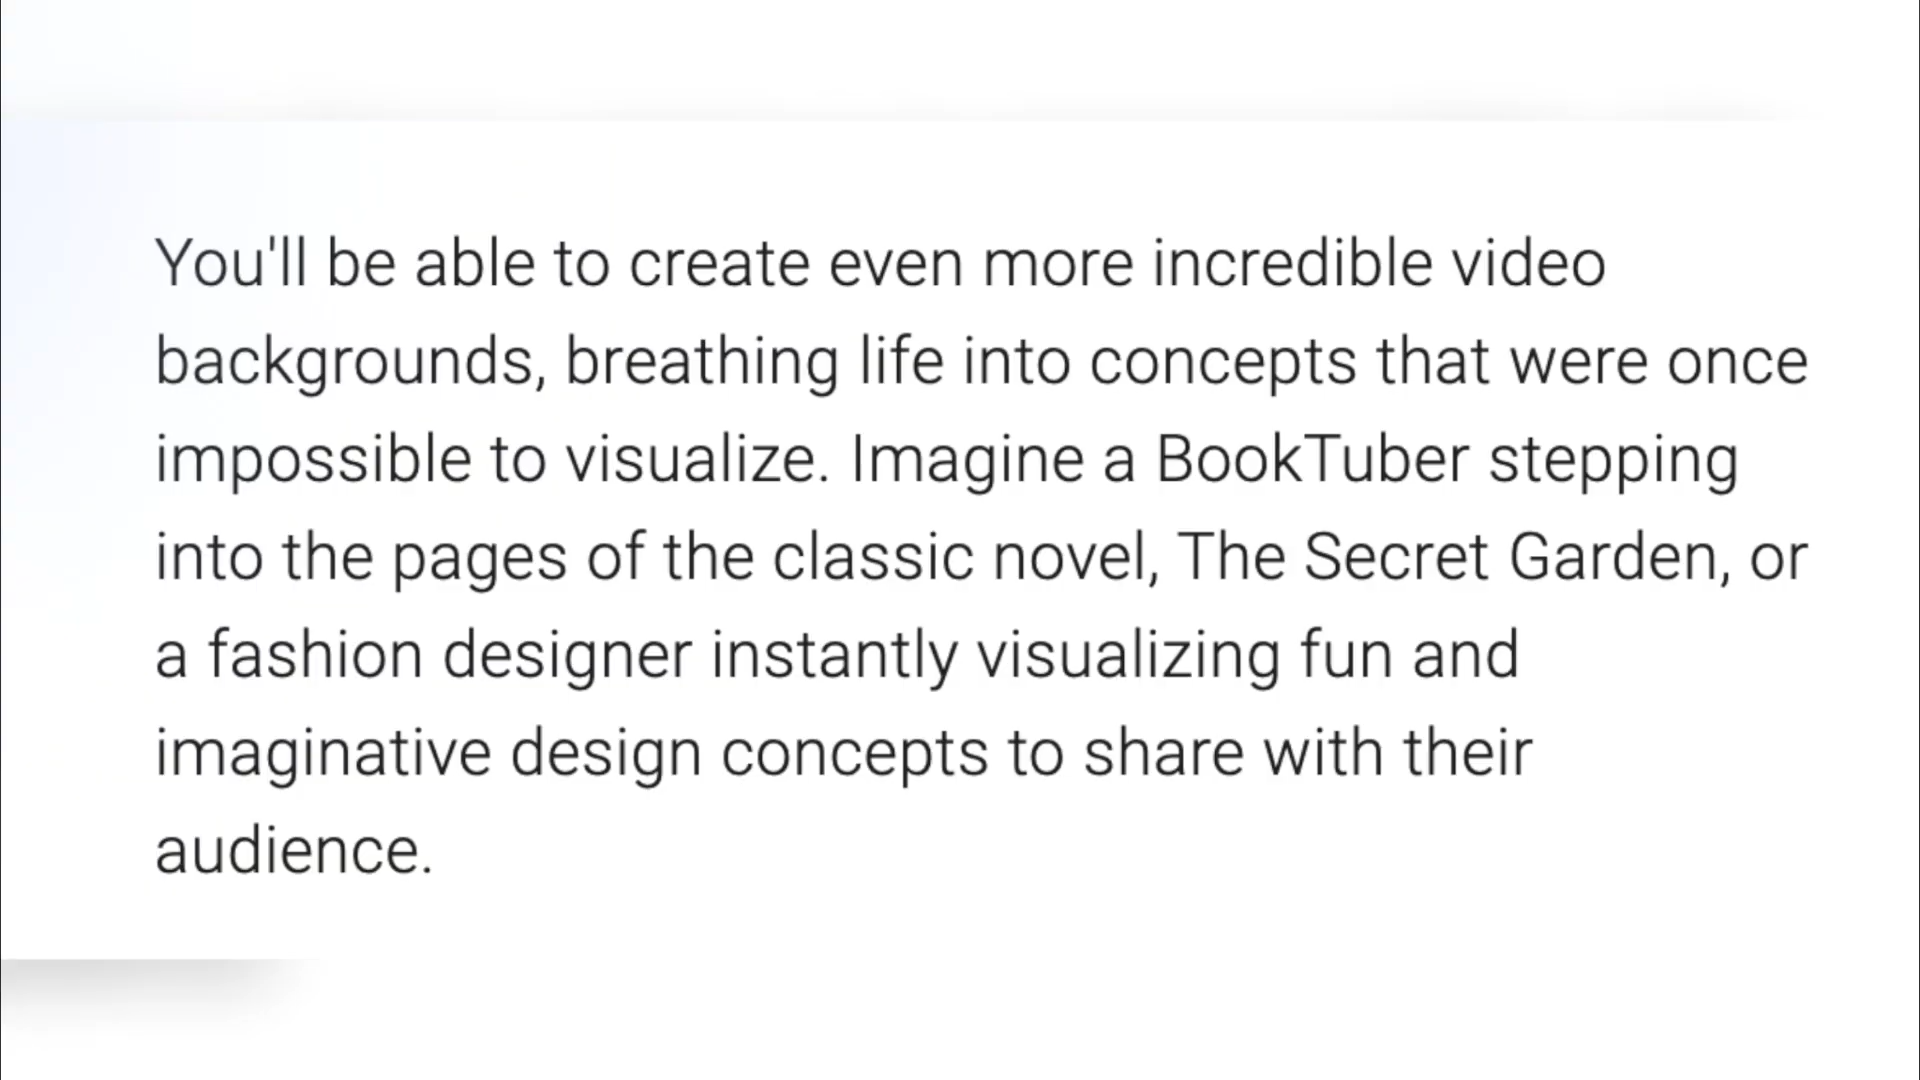 You'll be able to create even more incredible video
backgrounds, breathing life into concepts that were once
impossible to visualize. Imagine a BookTuber stepping
into the pages of the classic novel, The Secret Garden, or
a fashion designer instantly visualizing fun and
imaginative design concepts to share with their
audience.